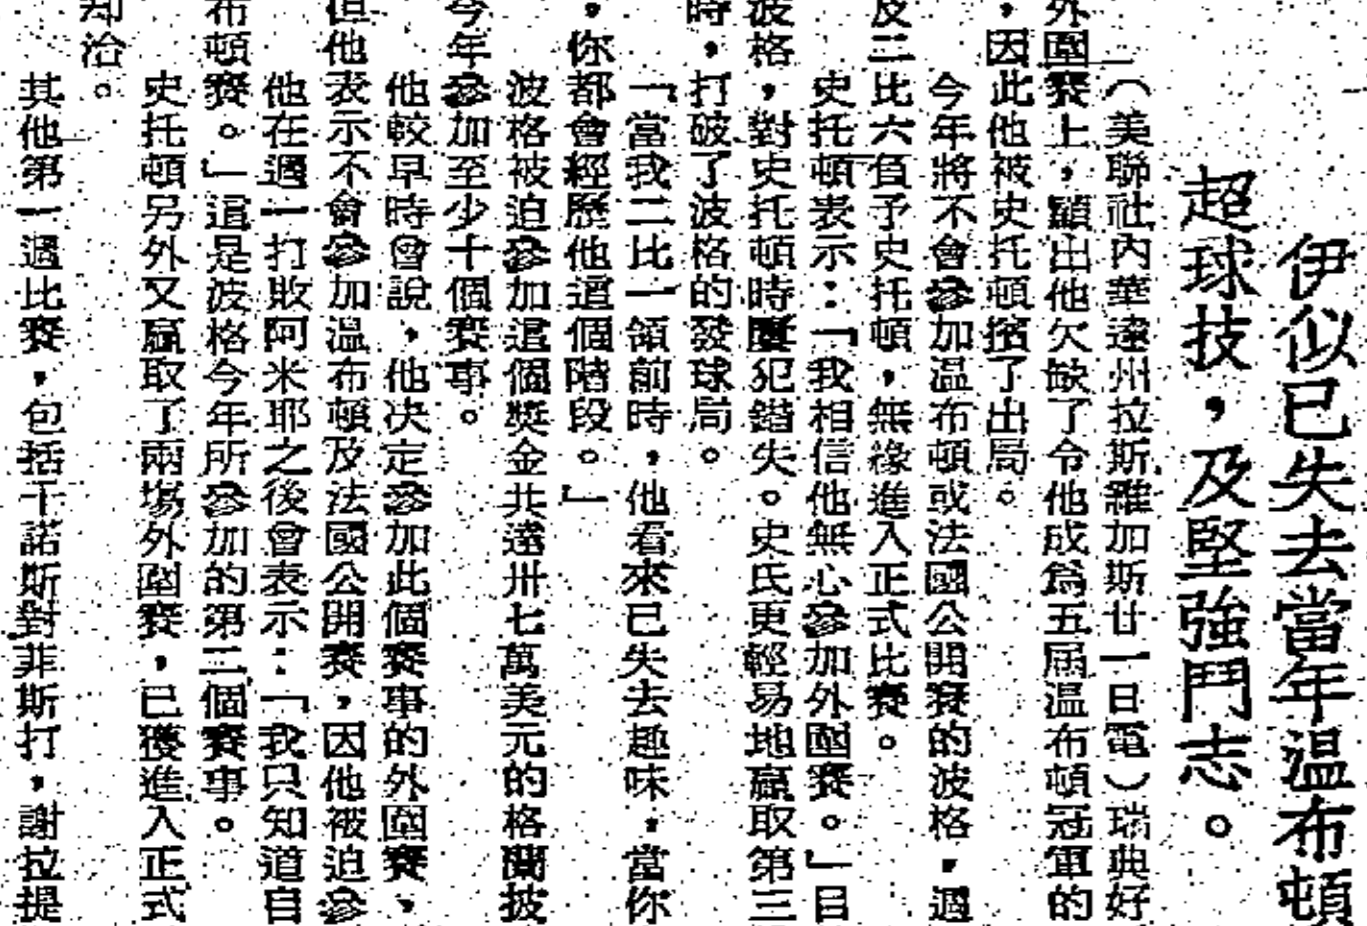 伊似已失去當年温布頓
超球技，及堅強鬥志。
（美聯社內華達州拉斯維加斯廿一日電）瑞典好
外圍賽上，顯出他欠缺了令他成爲五屆温布頓冠軍的
，因此他被史托頓擯了出局。
今年將不會參加温布頓或法國公開賽的波格，週
及二比六負予史托頓，無緣進入正式比賽。
史托頓表示：「我相信他無心參加外圍賽。」目
波格，對史托頓時屢犯錯失。史氏更輕易地贏取第三
時，打破了波格的發球局。
「當我二比一領前時，他看來已失去趣味，當你
，你都會經歷他這個階段。」
波格被迫參加這個獎金共達卅七萬美元的格蘭披
今年參加至少十個賽事。
他較早時曾說，他決定參加此個賽事的外圍賽，
但他表示不會參加温布頓及法國公開賽，因他被迫參
他在週一打敗阿米耶之後曾表示：「我只知道自
布頓賽。」這是波格今年所參加的第二個賽事。
史托頓另外又贏取了兩場外圍賽，已獲進入正式
却治。
其他第一週比賽，包括干諾斯對菲斯打，謝拉提